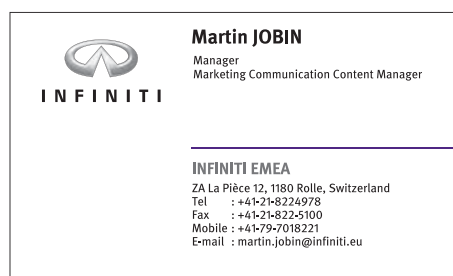 INFINITI
Martin JOBIN
Manager
Marketing Communication Content Manager
INFINITI EMEA
ZA La Pièce 12, 1180 Rolle, Switzerland
Tel : +41-21-8224978
Fax : +41-21-822-5100
Mobile : +41-79-7018221
E-mail : martin.jobin@infiniti.eu